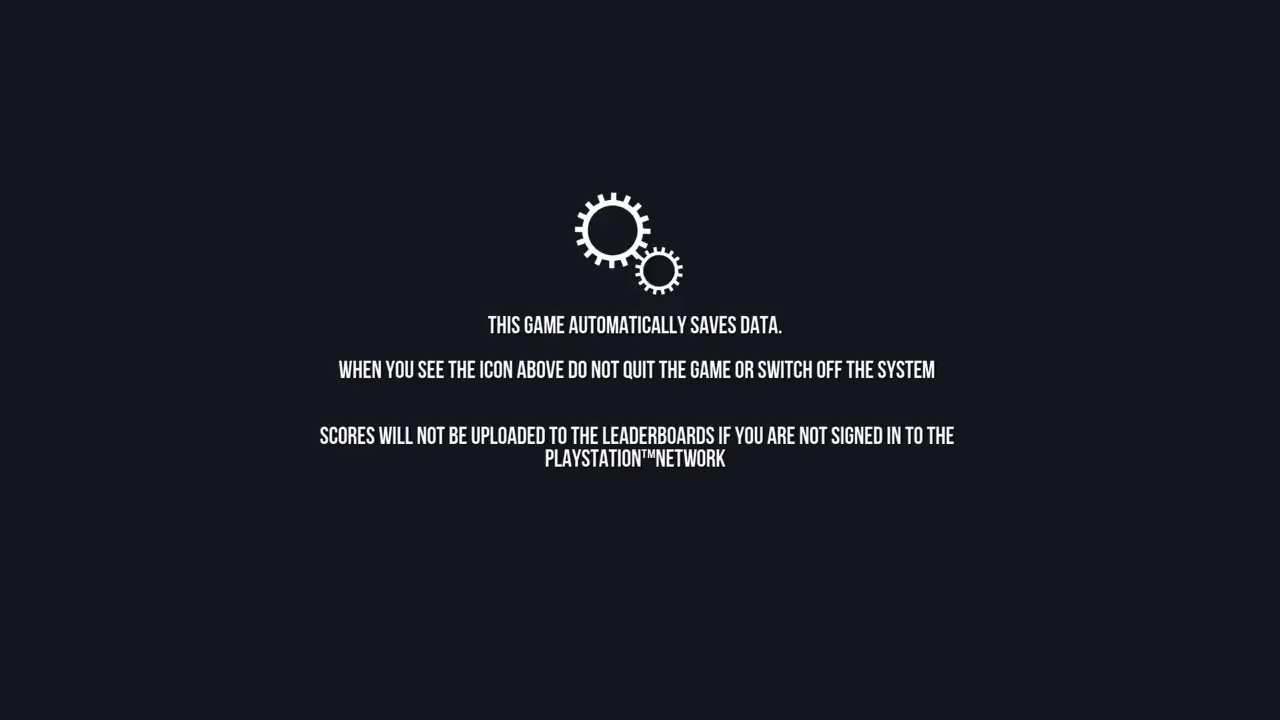 THIS GAME AUTOMATICALLY SAVES DATA.
WHEN YOU SEE THE ICON ABOVE DO NOT QUIT THE GAME OR SWITCH OFF THE SYSTEM
SCORES WILL NOT BE UPLOADED TO THE LEADERBOARDS IF YOU ARE NOT SIGNED IN TO THE
PLAYSTATION™NETWORK